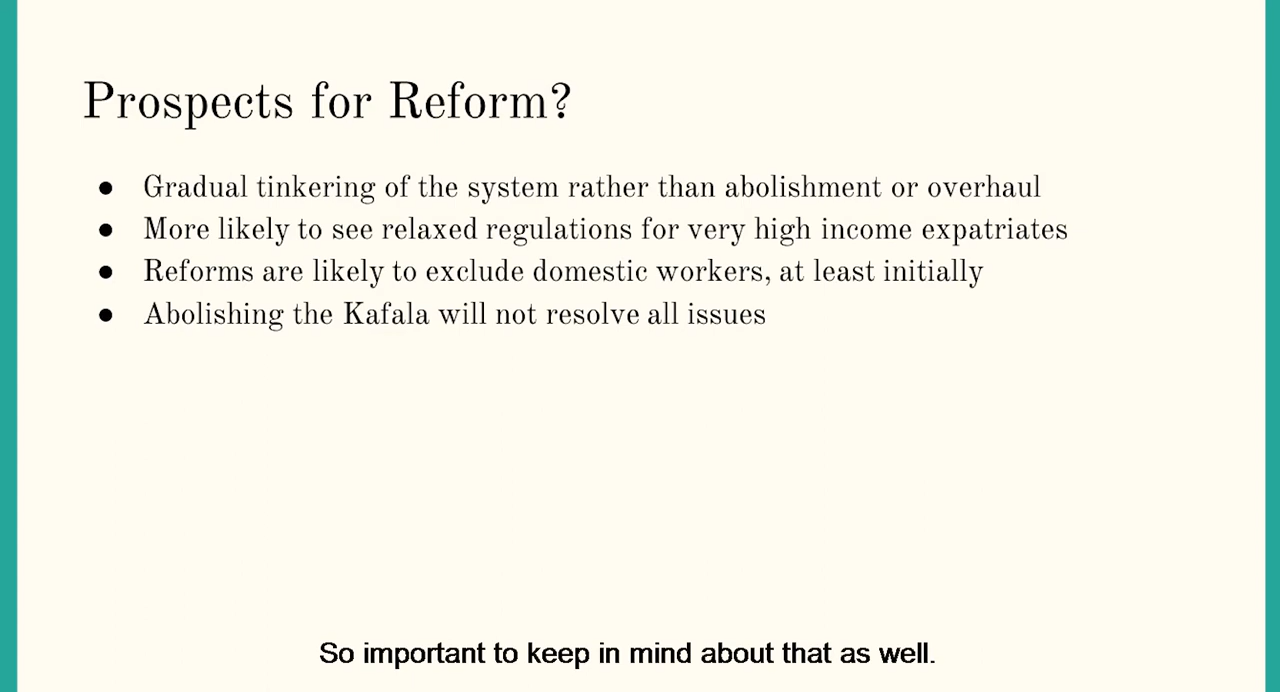 Prospects for Reform?
● Gradual tinkering of the system rather than abolishment or overhaul
● More likely to see relaxed regulations for very high income expatriates
● Reforms are likely to exclude domestic workers, at least initially
● Abolishing the Kafala will not resolve all issues
So important to keep in mind about that as well.